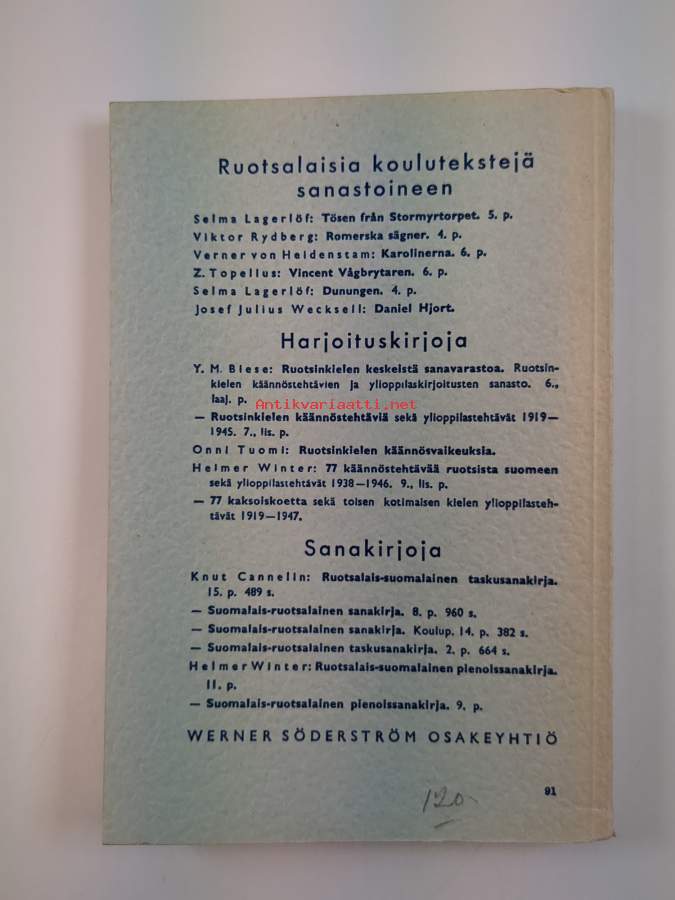 Ruotsalaisia koulutekstejä
sanastoineen
Selma Lagerlöf: Tösen från Stormyrtorpet. 5. p.
Viktor Rydberg: Romerska sägner. 4. p.
Verner von Heidenstam: Karolinerna. 6. p.
Z. Topelius: Vincent Vågbrytaren. 6. p.
Selma Lagerlöf: Dunungen. 4. p.
Josef Julius Wecksell: Daniel Hjort.
Harjoituskirjoja
Y. M. Biese: Ruotsinkielen keskeistä sanavarastoa. Ruotsin-
kielen käännöstehtävien ja ylioppilaskirjoitusten sanasto. 6.,
laaj. p.
Antikvariaatti.net
— Ruotsinkielen käännöstehtäviä sekä ylioppilastehtävät 1919—
1945. 7., lis. p.
Onni Tuomi: Ruotsinkielen käännösvaikeuksia.
Helmer Winter: 77 käännöstehtävää ruotsista suomeen
sekä ylioppilastehtävät 1938—1946. 9., lis. p.
— 77 kaksoiskoetta sekä toisen kotimaisen kielen ylioppilasteh-
tävät 1919—1947.
Sanakirjoja
Knut Cannelin: Ruotsalais-suomalainen taskusanakirja.
15. p. 489 s.
— Suomalais-ruotsalainen sanakirja. 8. p. 960 s.
— Suomalais-ruotsalainen sanakirja. Koulup. 14. p. 382 s.
— Suomalais-ruotsalainen taskusanakirja. 2. p. 664 s.
Helmer Winter: Ruotsalais-suomalainen pienoissanakirja.
11. p.
— Suomalais-ruotsalainen pienoissanakirja. 9. p.
WERNER SÖDERSTRÖM OSAKEYHTIÖ
91
120